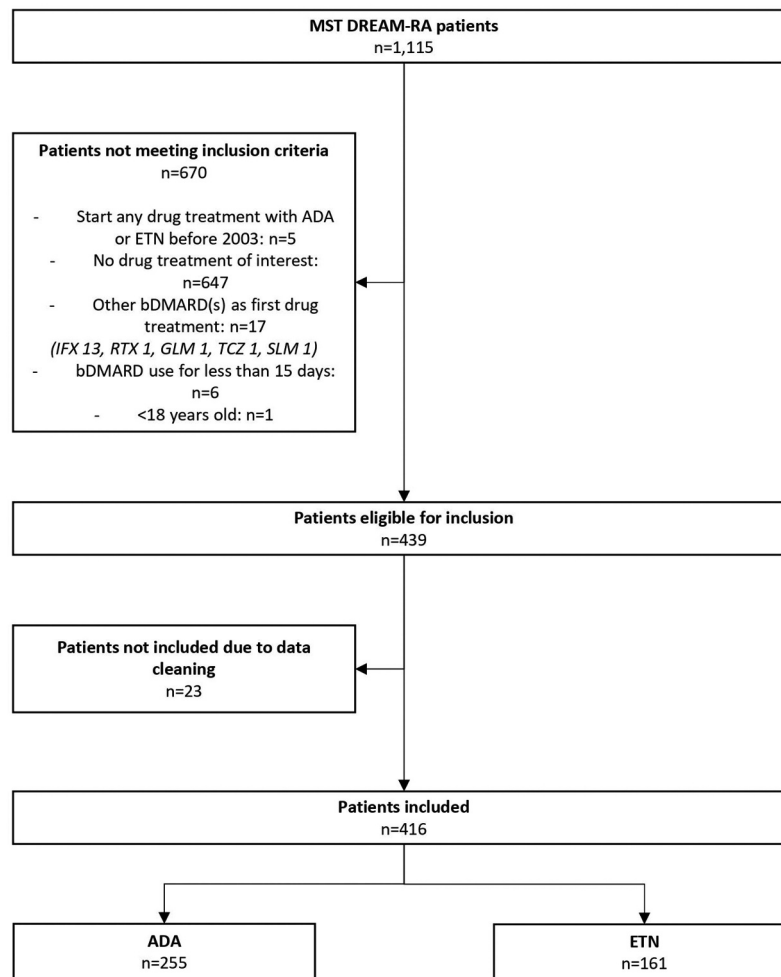 MST DREAM-RA patients
n=1,115
Patients not meeting inclusion criteria
n=670
- Start any drug treatment with ADA
or ETN before 2003: n=5
- No drug treatment of interest:
n=647
- Other bDMARD(s) as first drug
treatment: n=17
(IFX 13, RTX 1, GLM 1, TCZ 1, SLM 1)
- bDMARD use for less than 15 days:
n=6
- <18 years old: n=1
Patients eligible for inclusion
n=439
Patients not included due to data
cleaning
n=23
Patients included
n=416
ADA
n=255
ETN
n=161